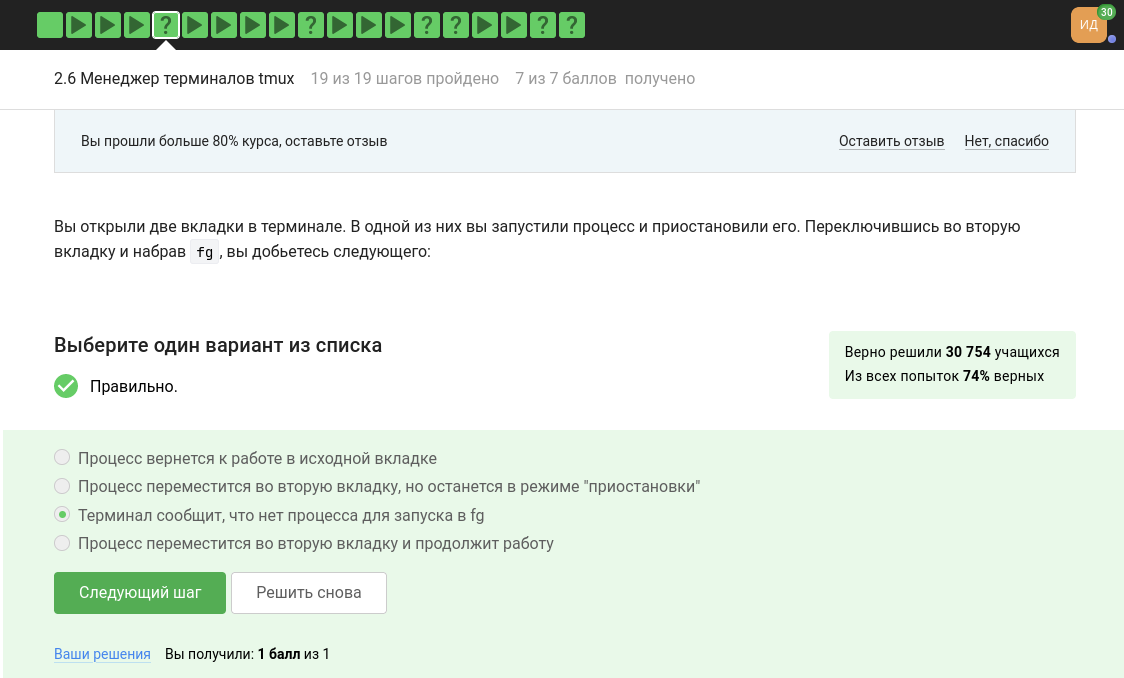 ? ? ? ? ? ?
ИД 30
2.6 Менеджер терминалов tmux 19 из 19 шагов пройдено 7 из 7 баллов получено
Вы прошли больше 80% курса, оставьте отзыв Оставить отзыв Нет, спасибо
Вы открыли две вкладки в терминале. В одной из них вы запустили процесс и приостановили его. Переключившись во вторую
вкладку и набрав fg , вы добьетесь следующего:
Выберите один вариант из списка
Верно решили 30 754 учащихся
Из всех попыток 74% верных
Правильно.
Процесс вернется к работе в исходной вкладке
Процесс переместится во вторую вкладку, но останется в режиме "приостановки"
Терминал сообщит, что нет процесса для запуска в fg
Процесс переместится во вторую вкладку и продолжит работу
Следующий шаг Решить снова
Ваши решения Вы получили: 1 балл из 1